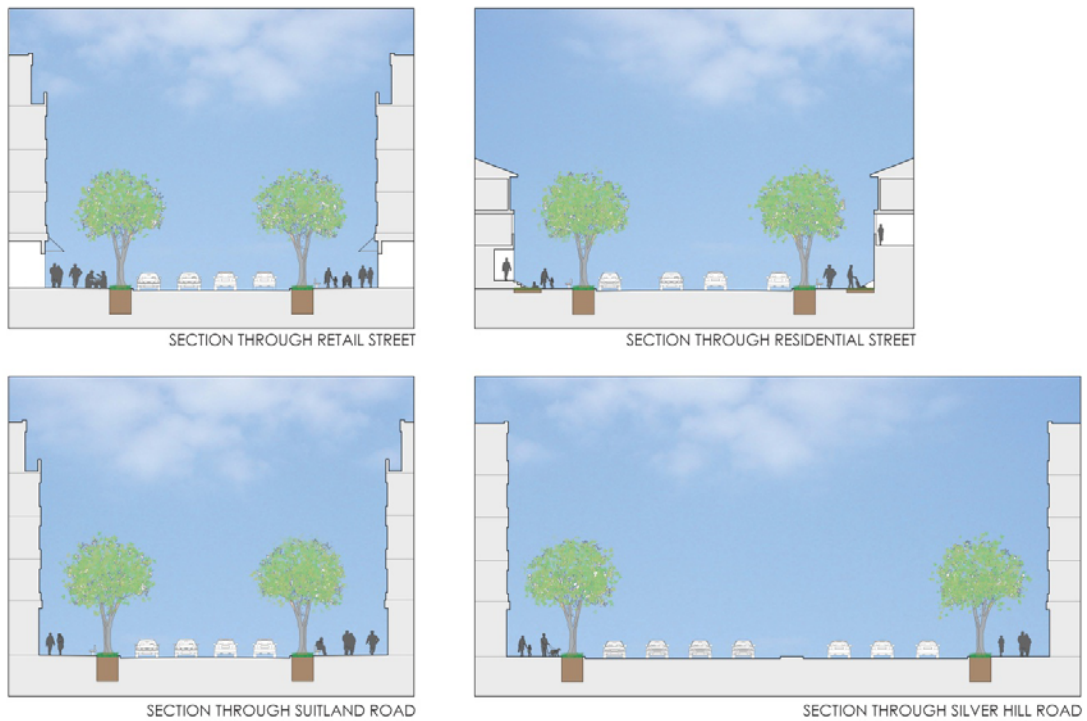 SECTION THROUGH RETAIL STREET
SECTION THROUGH RESIDENTIAL STREET
SECTION THROUGH SUITLAND ROAD
SECTION THROUGH SILVER HILL ROAD